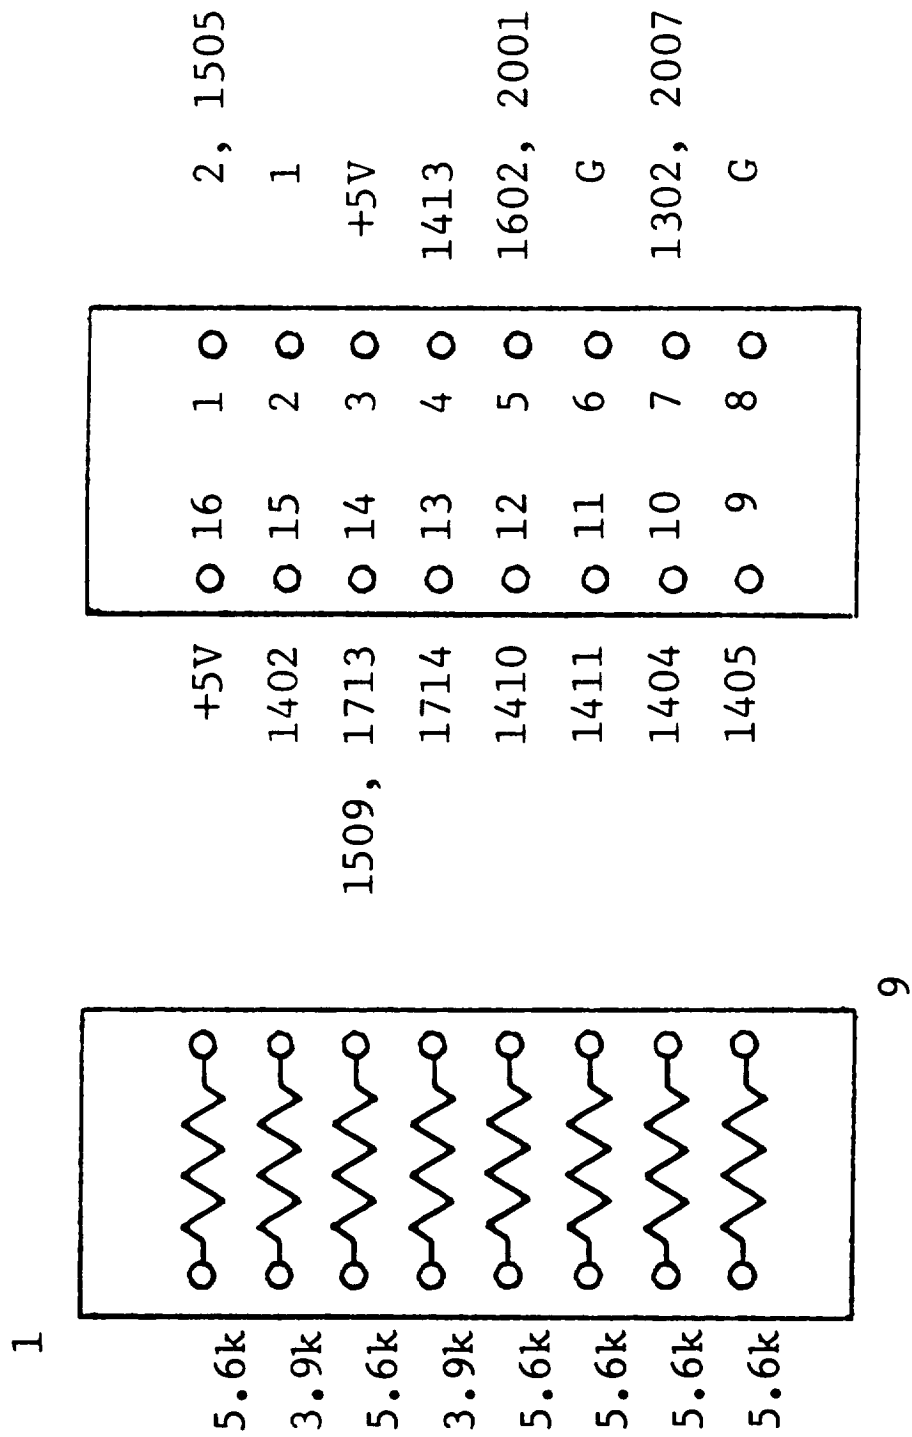 1
5.6k
3.9k
5.6k
3.9k
5.6k
5.6k
5.6k
5.6k
9
+5V 16 1 2, 1505
1402 15 2 1
1509, 1713 14 3 +5V
1714 13 4 1413
1410 12 5 1602, 2001
1411 11 6 G
1404 10 7 1302, 2007
1405 9 8 G